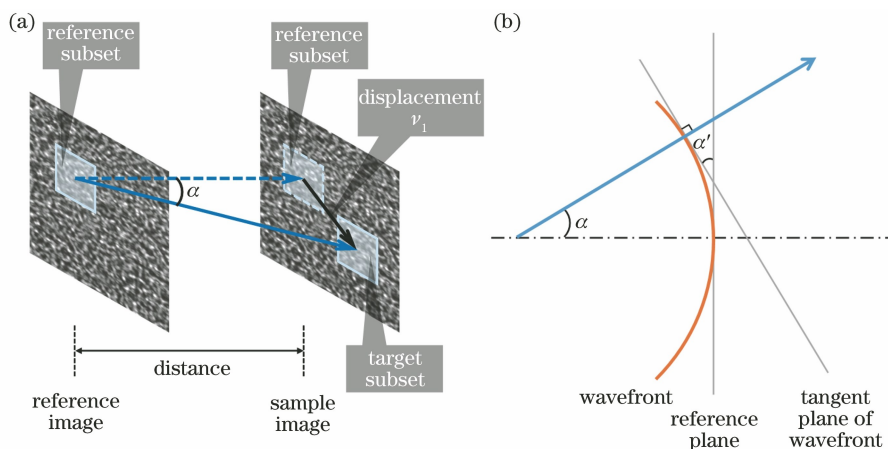 (a)
reference
subset
reference
subset
displacement
ν₁
α
distance
target
subset
reference
image
sample
image
(b)
α′
α
wavefront
reference
plane
tangent
plane of
wavefront